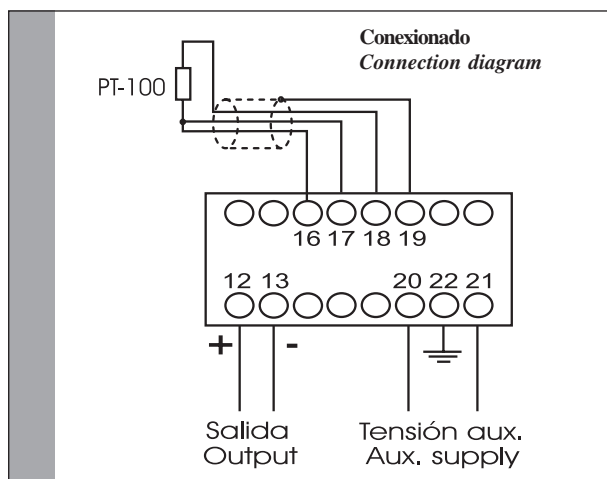 Conexionado
Connection diagram
PT-100
16 17 18 19
12 13 20 22 21
+ -
Salida
Output
Tensión aux.
Aux. supply